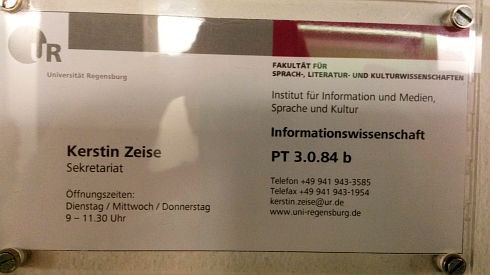 UR
Universität Regensburg
FAKULTÄT FÜR
SPRACH-, LITERATUR- UND KULTURWISSENSCHAFTEN
Institut für Information und Medien,
Sprache und Kultur
Informationswissenschaft
PT 3.0.84 b
Telefon +49 941 943-3585
Telefax +49 941 943-1954
kerstin.zeise@ur.de
www.uni-regensburg.de
Kerstin Zeise
Sekretariat
Öffnungszeiten:
Dienstag / Mittwoch / Donnerstag
9 – 11.30 Uhr